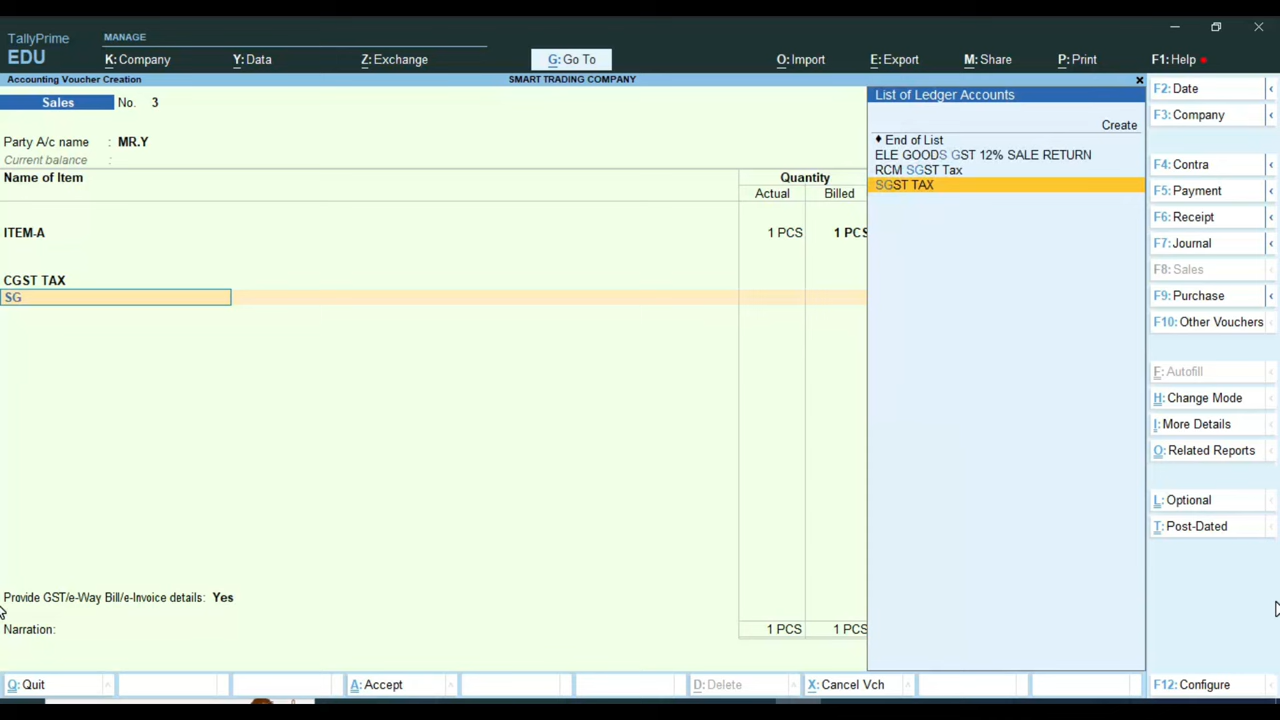 TallyPrime
EDU
MANAGE
K: Company
Y: Data
Z: Exchange
G: Go To
O: Import
E: Export
M: Share
P: Print
F1: Help
Accounting Voucher Creation
SMART TRADING COMPANY
Sales No. 3
Party A/c name : MR.Y
Current balance :
Name of Item
Quantity
Actual Billed
ITEM-A 1 PCS 1 PCS
CGST TAX
SG
Provide GST/e-Way Bill/e-Invoice details: Yes
Narration: 1 PCS 1 PCS
List of Ledger Accounts
Create
♦ End of List
ELE GOODS GST 12% SALE RETURN
RCM SGST Tax
SGST TAX
F2: Date
F3: Company
F4: Contra
F5: Payment
F6: Receipt
F7: Journal
F8: Sales
F9: Purchase
F10: Other Vouchers
F: Autofill
H: Change Mode
I: More Details
O: Related Reports
L: Optional
T: Post-Dated
Q: Quit
A: Accept
D: Delete
X: Cancel Vch
F12: Configure